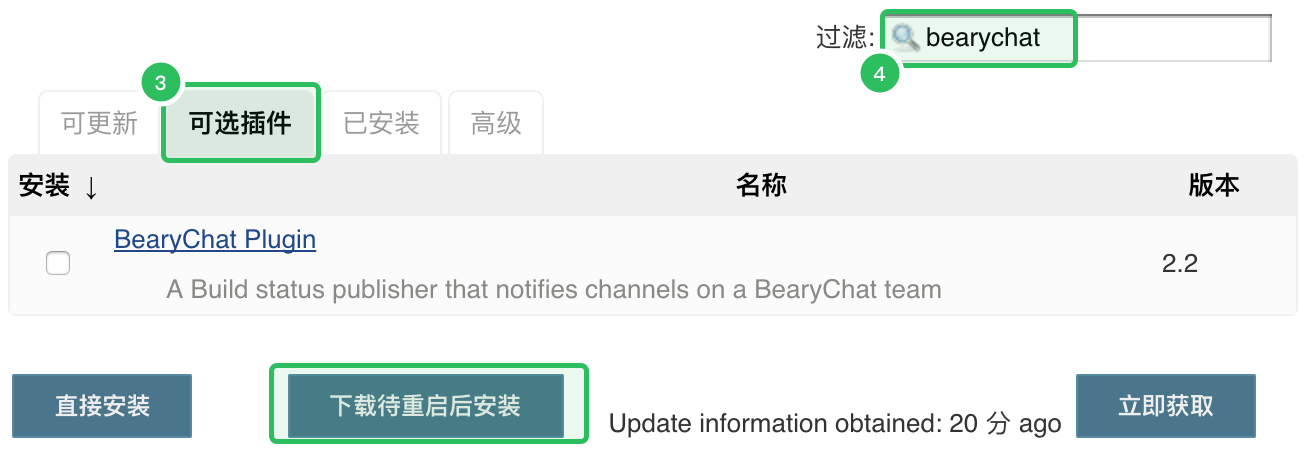 过滤: bearychat
4
3
可更新 可选插件 已安装 高级
安装 ↓ 名称 版本
BearyChat Plugin
2.2
A Build status publisher that notifies channels on a BearyChat team
直接安装 下载待重启后安装 Update information obtained: 20 分 ago 立即获取